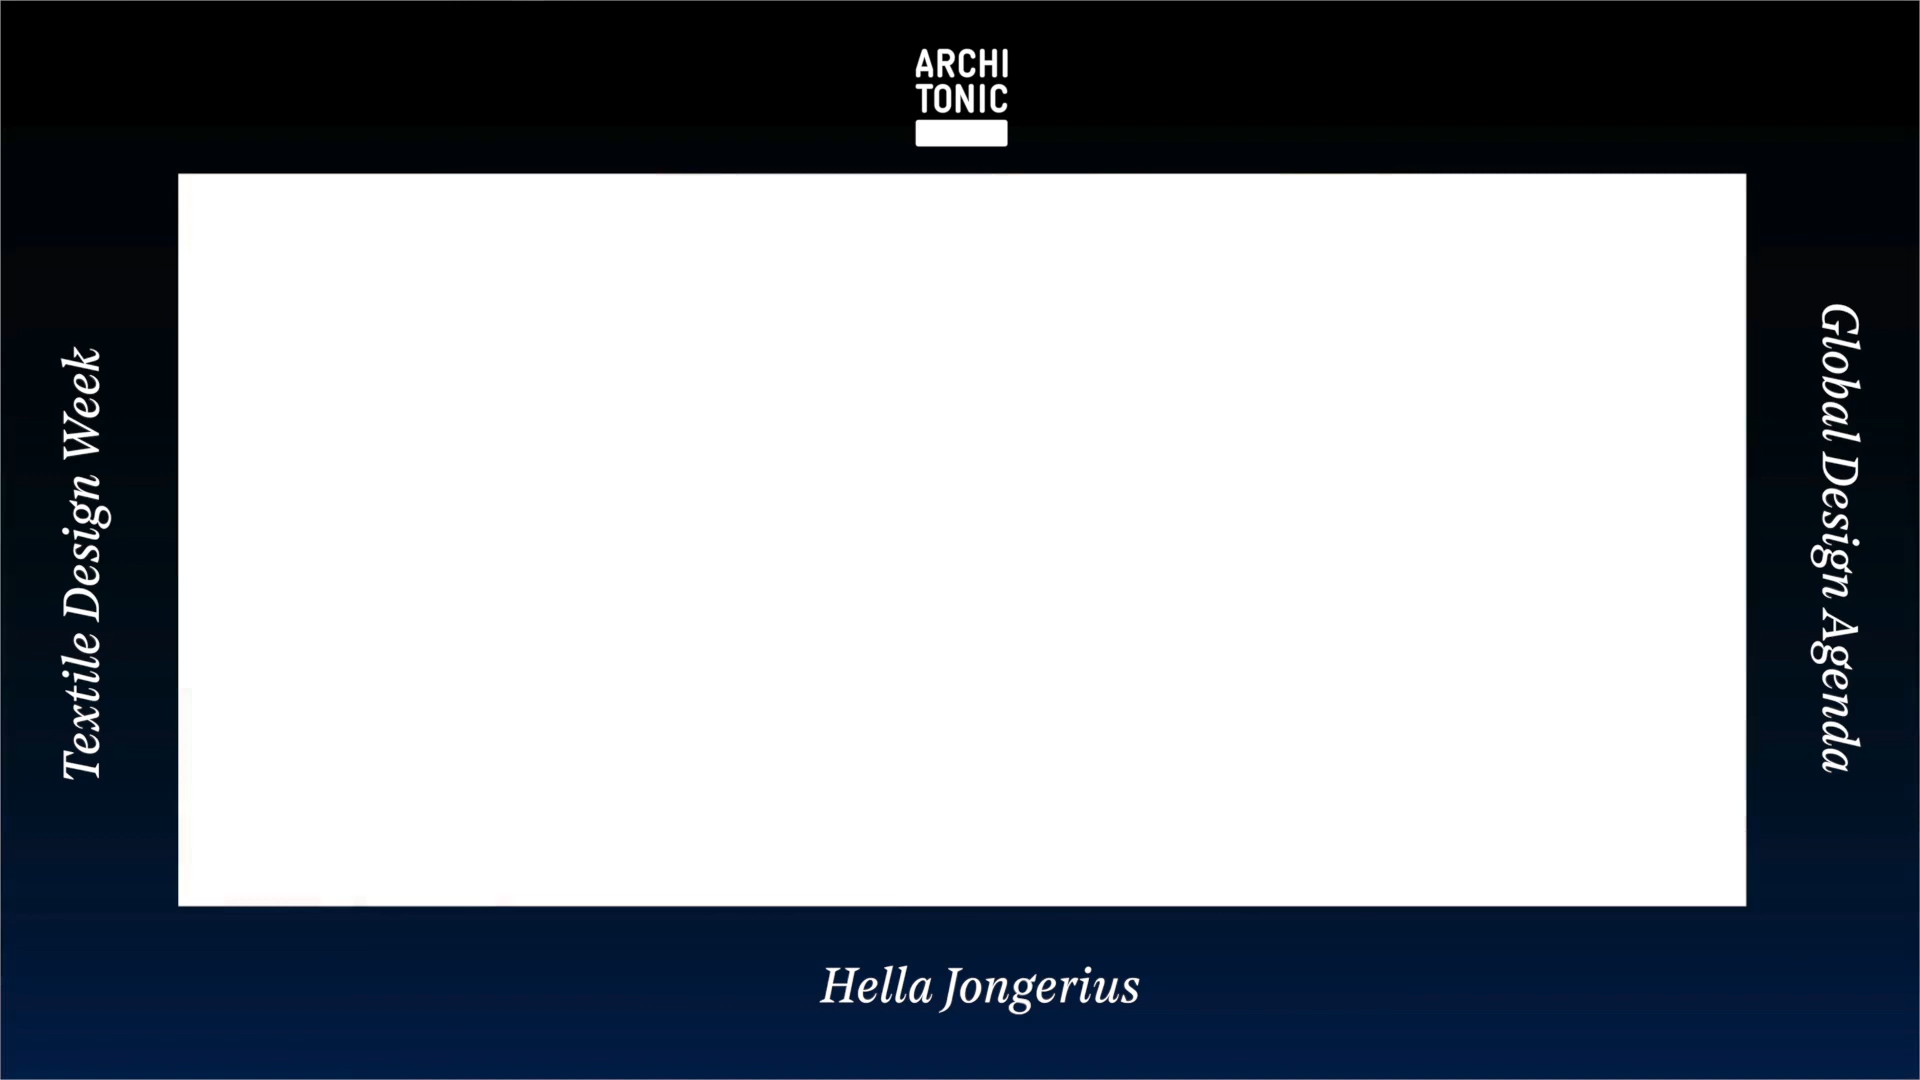 ARCHI
TONIC
Textile Design Week
Global Design Agenda
Hella Jongerius